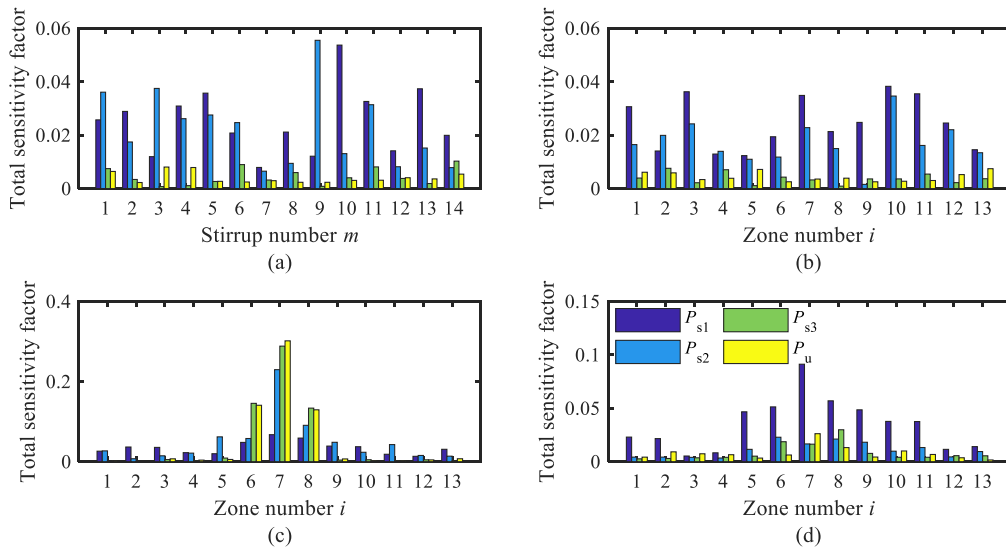 Total sensitivity factor
0.06
0.04
0.02
0
1 2 3 4 5 6 7 8 9 10 11 12 13 14
Stirrup number m
(a)
Total sensitivity factor
0.06
0.04
0.02
0
1 2 3 4 5 6 7 8 9 10 11 12 13
Zone number i
(b)
Total sensitivity factor
0.4
0.2
0
1 2 3 4 5 6 7 8 9 10 11 12 13
Zone number i
(c)
Total sensitivity factor
0.15
0.1
0.05
0
P_s1 P_s3
P_s2 P_u
1 2 3 4 5 6 7 8 9 10 11 12 13
Zone number i
(d)